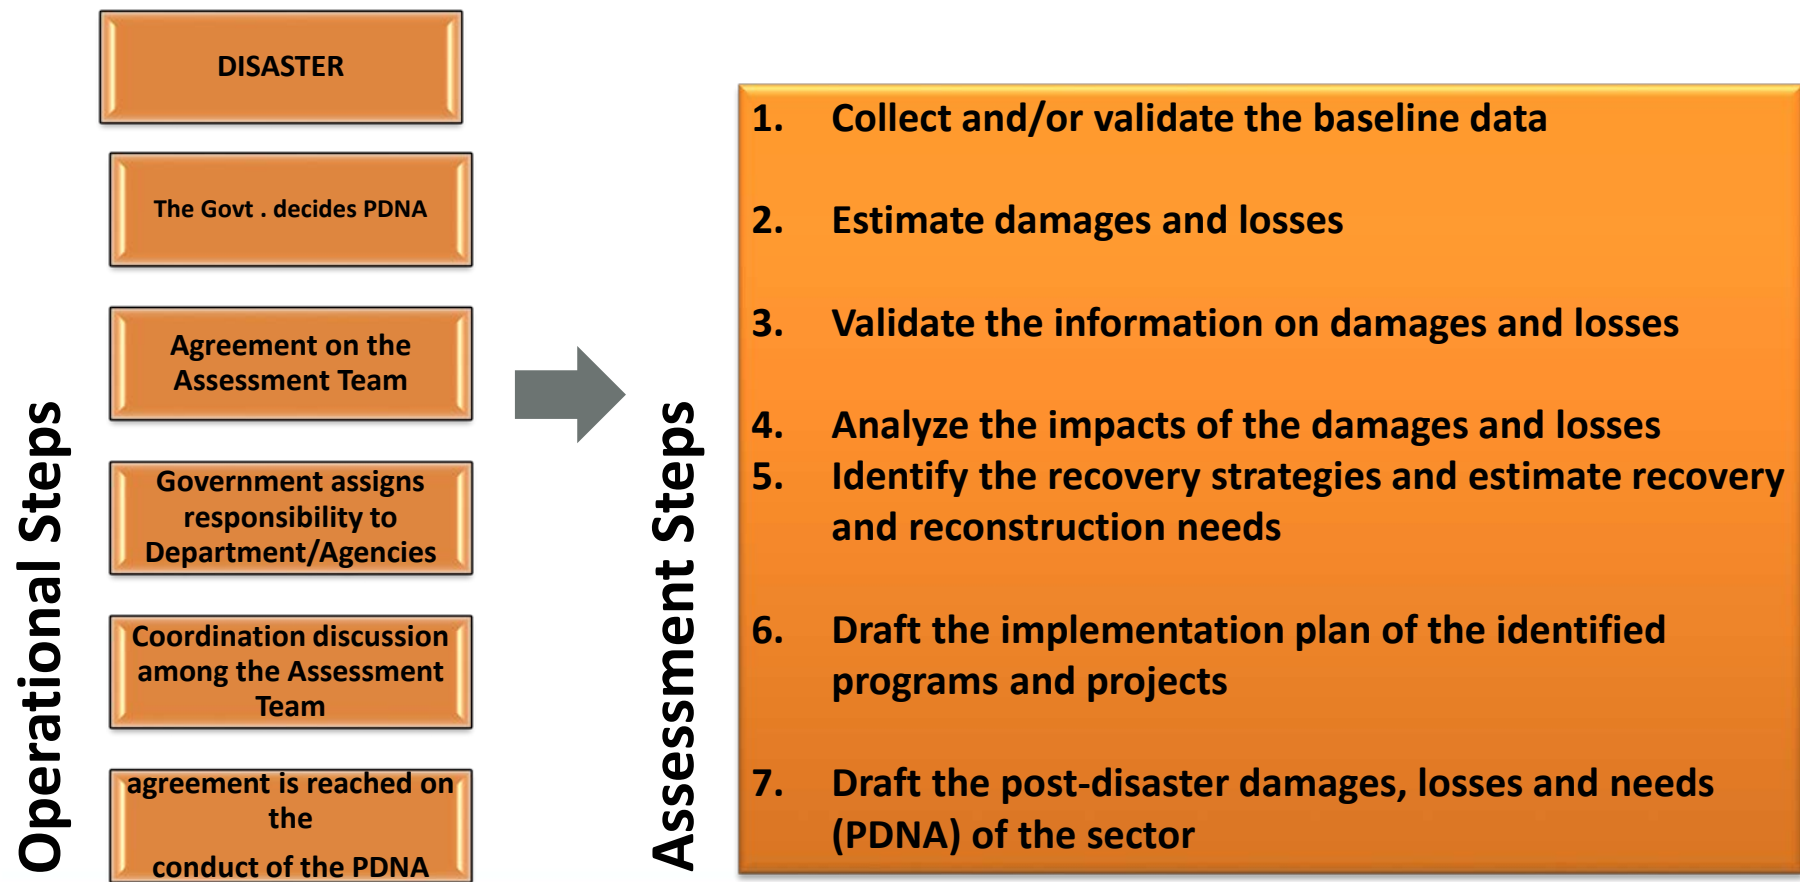 DISASTER
The Govt . decides PDNA
Agreement on the
Assessment Team
Government assigns
responsibility to
Department/Agencies
Coordination discussion
among the Assessment
Team
agreement is reached on
the
conduct of the PDNA
Operational Steps
Assessment Steps
1. Collect and/or validate the baseline data
2. Estimate damages and losses
3. Validate the information on damages and losses
4. Analyze the impacts of the damages and losses
5. Identify the recovery strategies and estimate recovery
and reconstruction needs
6. Draft the implementation plan of the identified
programs and projects
7. Draft the post-disaster damages, losses and needs
(PDNA) of the sector